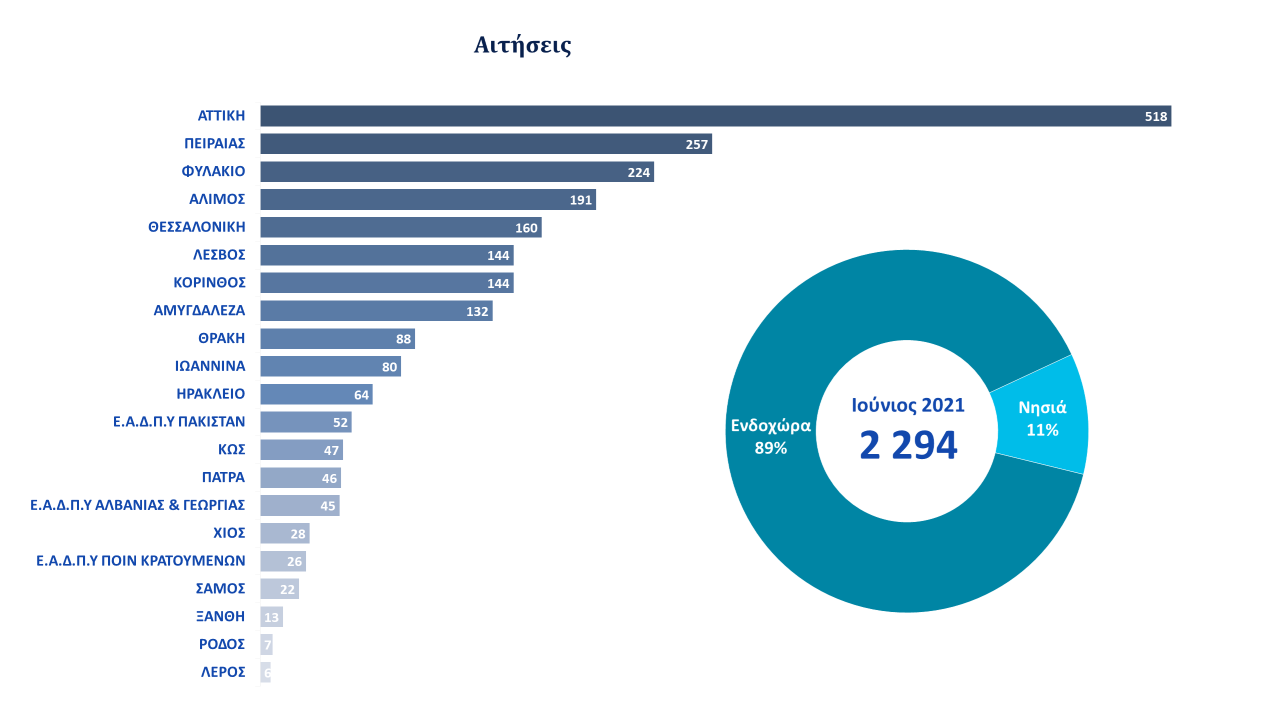 Αιτήσεις
ΑΤΤΙΚΗ 518
ΠΕΙΡΑΙΑΣ 257
ΦΥΛΑΚΙΟ 224
ΑΛΙΜΟΣ 191
ΘΕΣΣΑΛΟΝΙΚΗ 160
ΛΕΣΒΟΣ 144
ΚΟΡΙΝΘΟΣ 144
ΑΜΥΓΔΑΛΕΖΑ 132
ΘΡΑΚΗ 88
ΙΩΑΝΝΙΝΑ 80
ΗΡΑΚΛΕΙΟ 64
Ε.Α.Δ.Π.Υ ΠΑΚΙΣΤΑΝ 52
ΚΩΣ 47
ΠΑΤΡΑ 46
Ε.Α.Δ.Π.Υ ΑΛΒΑΝΙΑΣ & ΓΕΩΡΓΙΑΣ 45
ΧΙΟΣ 28
Ε.Α.Δ.Π.Υ ΠΟΙΝ ΚΡΑΤΟΥΜΕΝΩΝ 26
ΣΑΜΟΣ 22
ΞΑΝΘΗ 13
ΡΟΔΟΣ 7
ΛΕΡΟΣ 6
Ενδοχώρα
89%
Ιούνιος 2021
2 294
Νησιά
11%